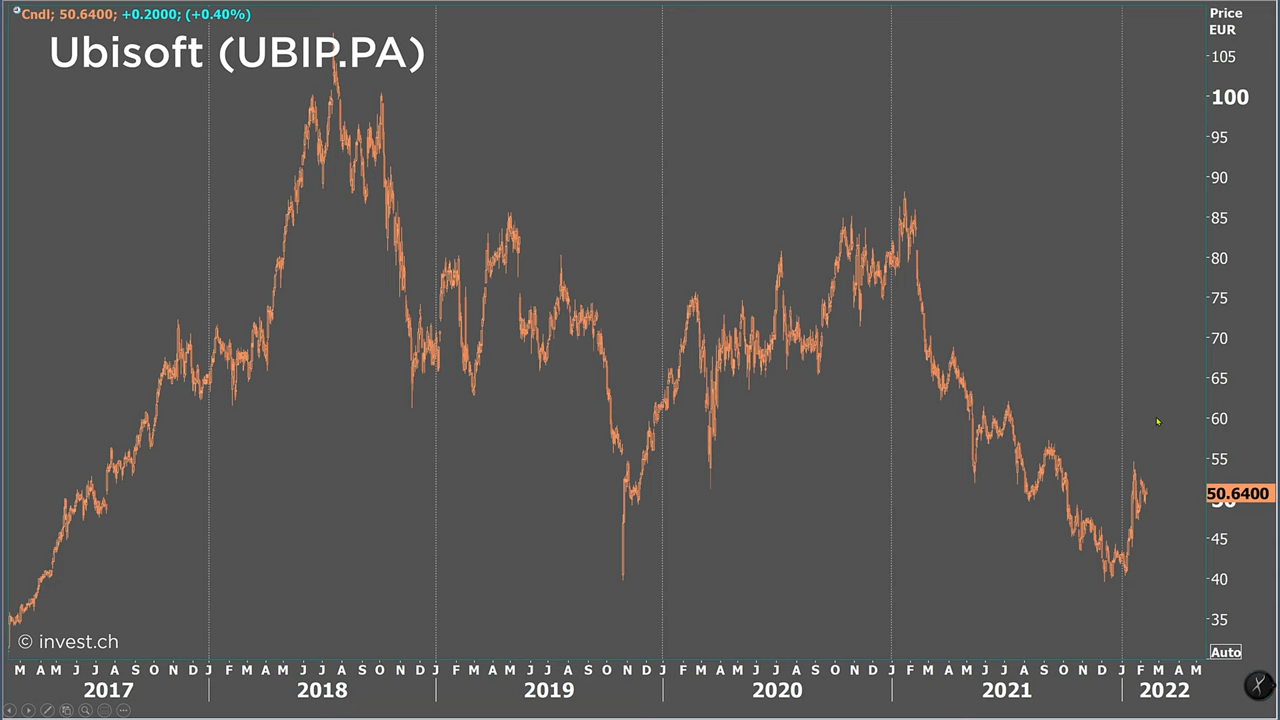 Cndl; 50.6400; +0.2000; (+0.40%)
Ubisoft (UBIP.PA)
Price
EUR
105
100
95
90
85
80
75
70
65
60
55
50.6400
50
45
40
35
Auto
© invest.ch
M A M J J A S O N D J F M A M J J A S O N D J F M A M J J A S O N D J F M A M J J A S O N D J F M A M J J A S O N D J F M A M
2017 2018 2019 2020 2021 2022